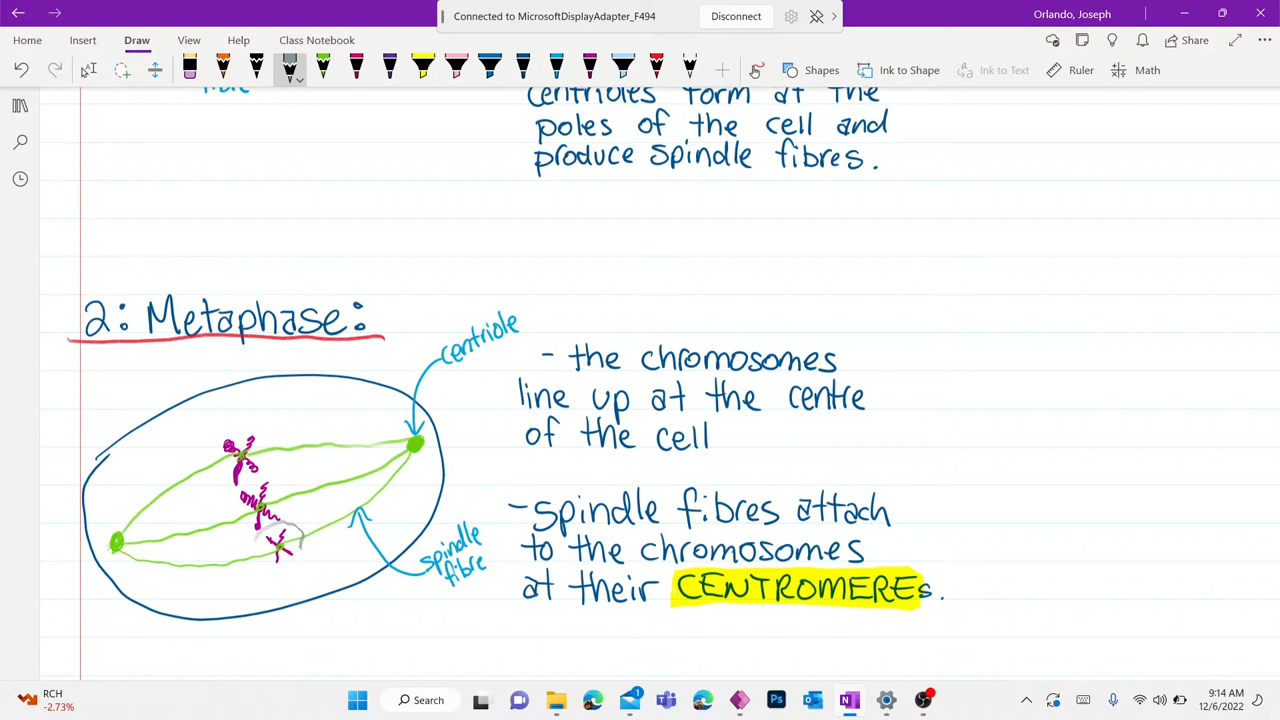 Connected to MicrosoftDisplayAdapter_F494
Disconnect
Orlando, Joseph
Home
Insert
Draw
View
Help
Class Notebook
Share
Shapes
Ink to Shape
Ink to Text
Ruler
Math
fibre
centrioles form at the
poles of the cell and
produce spindle fibres.
2: Metaphase:
centriole
- the chromosomes
line up at the centre
of the cell
- spindle fibres attach
to the chromosomes
at their CENTROMEREs.
spindle
fibre
RCH
-2.73%
Search
1
Ps
N
9:14 AM
12/6/2022